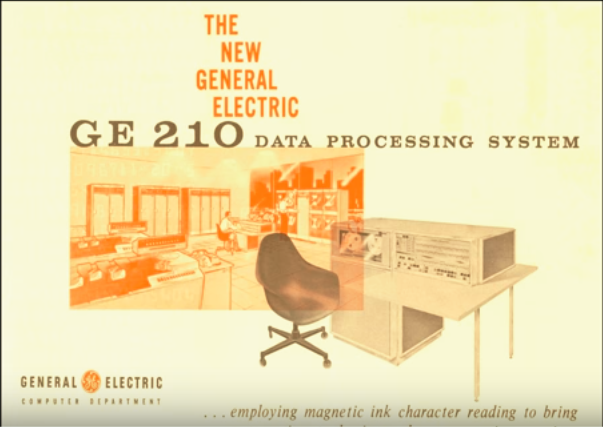 THE
NEW
GENERAL
ELECTRIC
GE 210 DATA PROCESSING SYSTEM
GENERAL GE ELECTRIC
COMPUTER DEPARTMENT
. . . employing magnetic ink character reading to bring